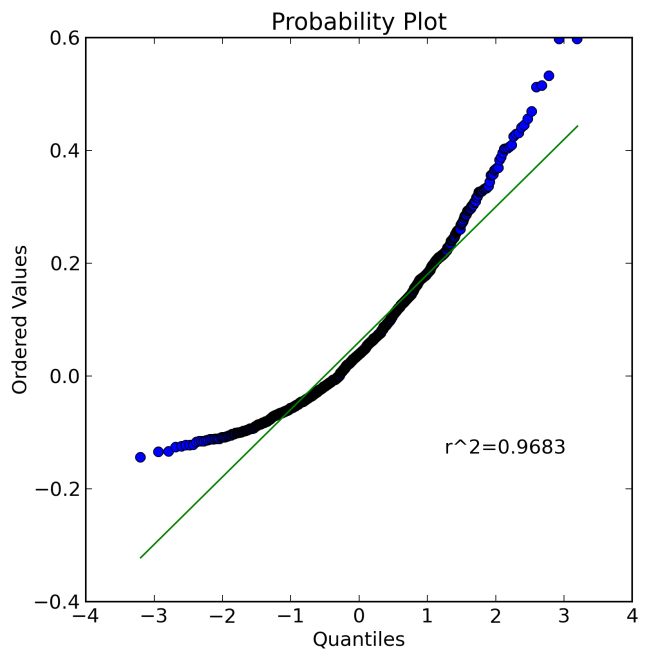 Probability Plot
Ordered Values
0.6
0.4
0.2
0.0
−0.2
−0.4
r^2=0.9683
−4 −3 −2 −1 0 1 2 3 4
Quantiles